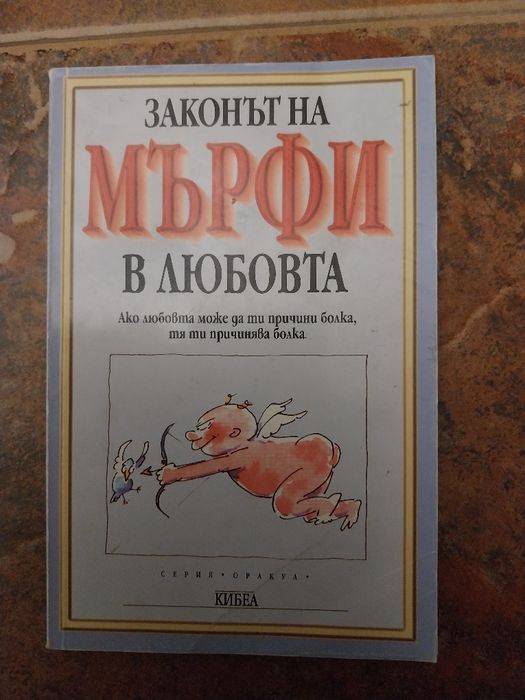 ЗАКОНЪТ НА
МЪРФИ
В ЛЮБОВТА
Ако любовта може да ти причини болка,
тя ти причинява болка.
СЕРИЯ • ОРАКУЛ •
КИБЕА